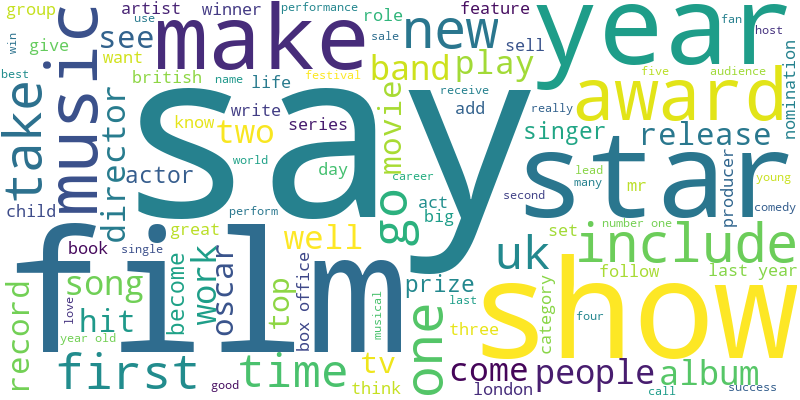 group
artist
winner
performance
use
give
see
want
british
name
life
festival
make
role
feature
new
sell
sale
fan
host
year
win
best
music
take
director
write
know
two
series
world
day
actor
child
say
band
play
receive
add
really
movie
go
career
act
big
five
audience
award
nomination
singer
release
star
second
lead
many
mr
producer
young
comedy
perform
great
well
book
single
film
song
record
love
year old
hit
become
work
oscar
top
box office
musical
prize
one
last
three
uk
set
number one
include
follow
last year
category
four
show
first
good
time
tv
think
come
london
people
album
call
success